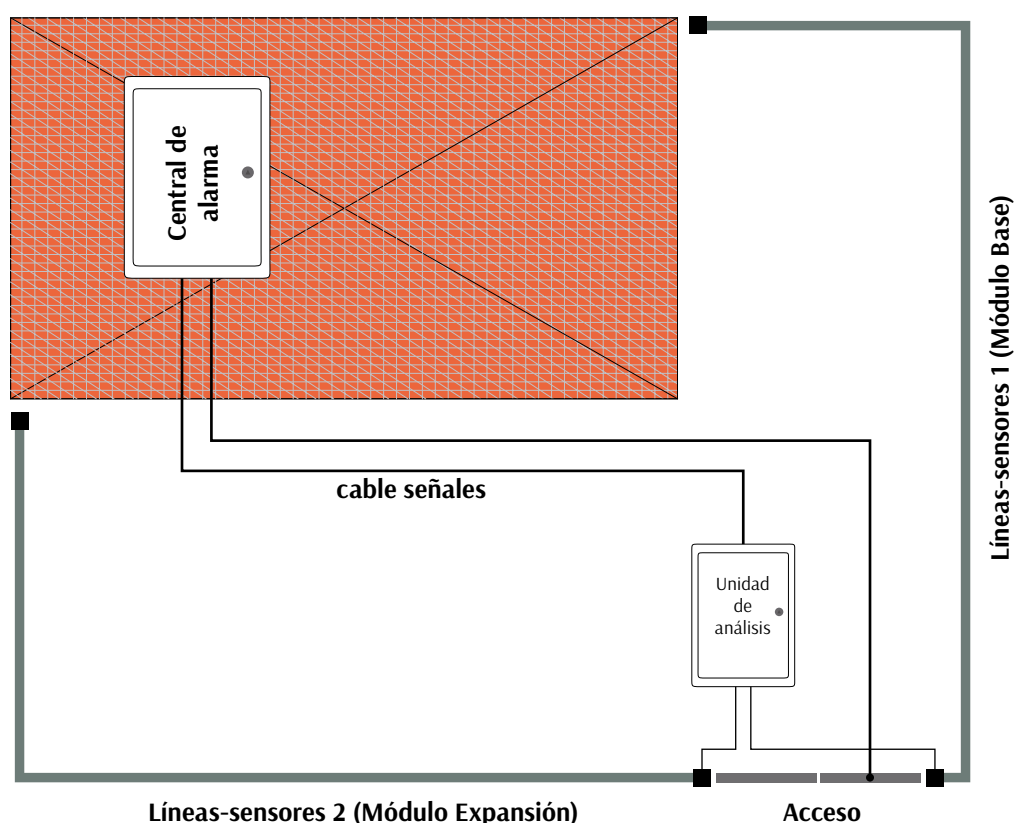 Central de
alarma
Líneas-sensores 1 (Módulo Base)
cable señales
Unidad
de
análisis
Líneas-sensores 2 (Módulo Expansión)
Acceso